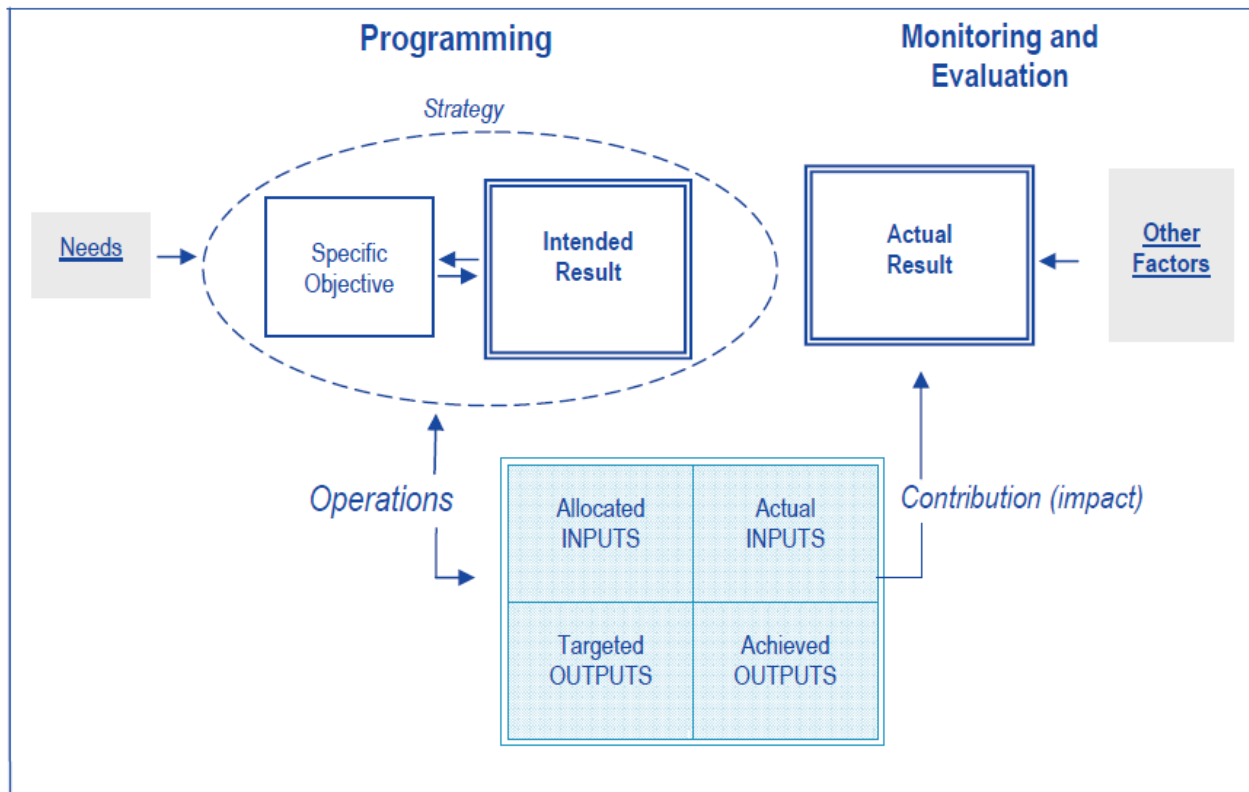 Programming
Monitoring and
Evaluation
Strategy
Needs
Specific
Objective
Intended
Result
Actual
Result
Other
Factors
Operations
Allocated
INPUTS
Actual
INPUTS
Contribution (impact)
Targeted
OUTPUTS
Achieved
OUTPUTS